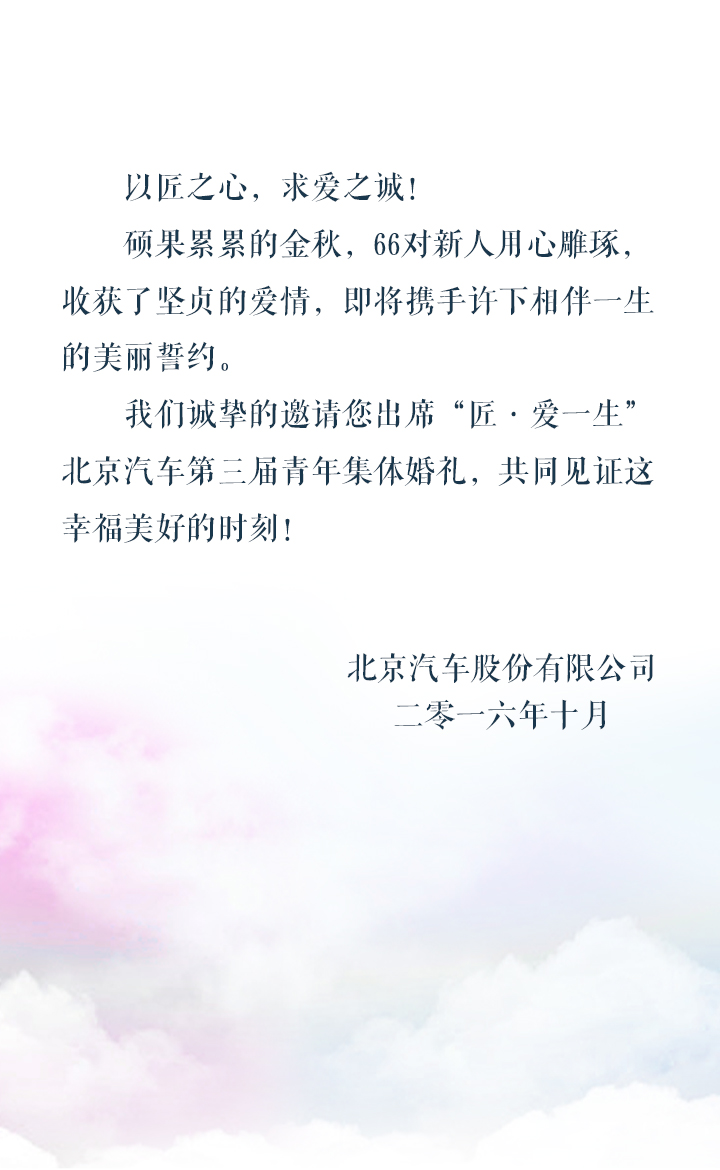 以匠之心，求爱之诚！
硕果累累的金秋，66对新人用心雕琢，
收获了坚贞的爱情，即将携手许下相伴一生
的美丽誓约。
我们诚挚的邀请您出席“匠·爱一生”
北京汽车第三届青年集体婚礼，共同见证这
幸福美好的时刻！
北京汽车股份有限公司
二零一六年十月